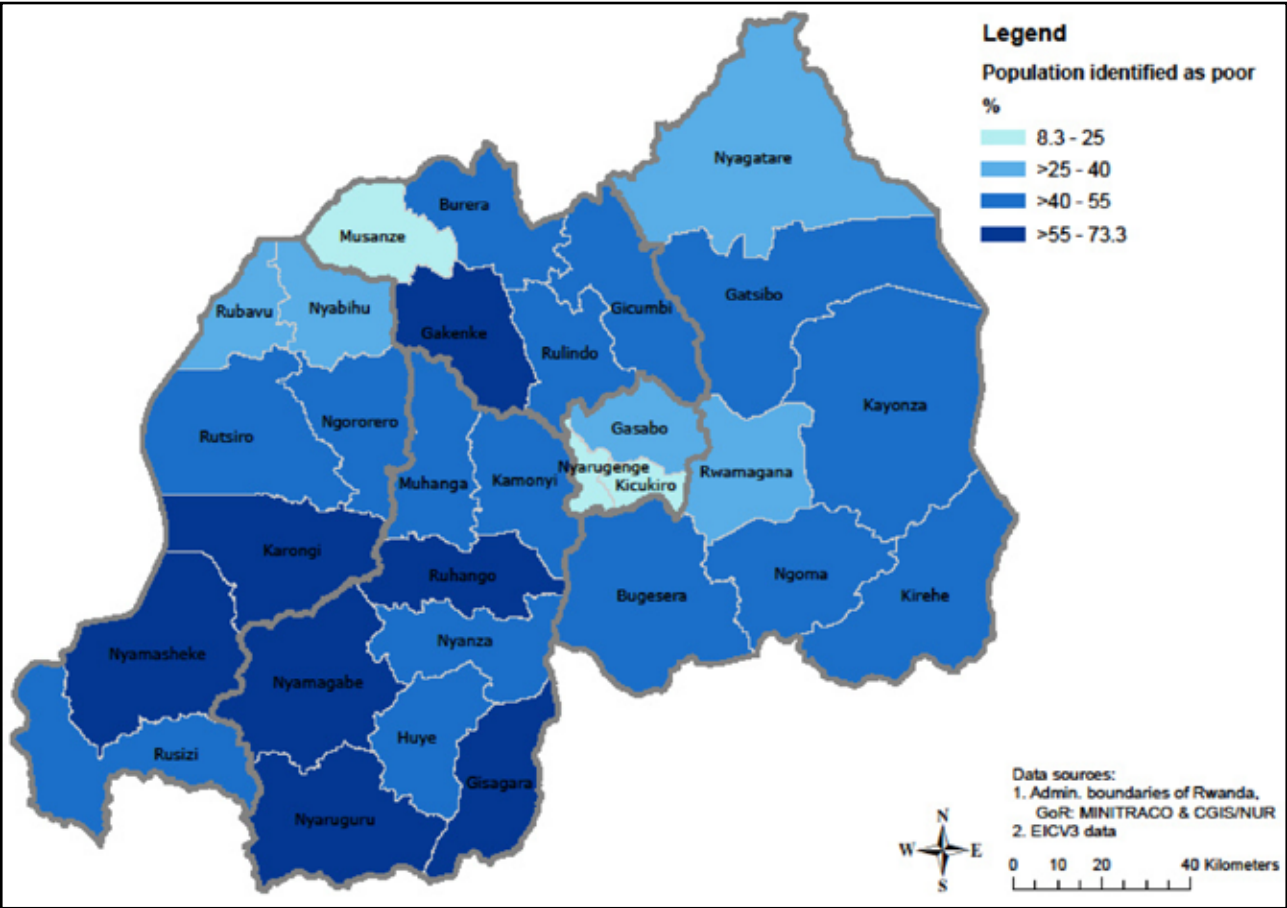 Legend
Population identified as poor
%
8.3 - 25
>25 - 40
>40 - 55
>55 - 73.3
Nyagatare
Burera
Musanze
Gatsibo
Rubavu
Nyabihu
Gicumbi
Gakenke
Rulindo
Kayonza
Ngororero
Gasabo
Rutsiro
Nyarugenge
Rwamagana
Muhanga
Kamonyi
Kicukiro
Karongi
Ruhango
Ngoma
Bugesera
Kirehe
Nyanza
Nyamasheke
Nyamagabe
Huye
Rusizi
Gisagara
Nyaruguru
Data sources:
1. Admin. boundaries of Rwanda,
GoR: MINITRACO & CGIS/NUR
2. EICV3 data
N
W E
S
0 10 20 40 Kilometers